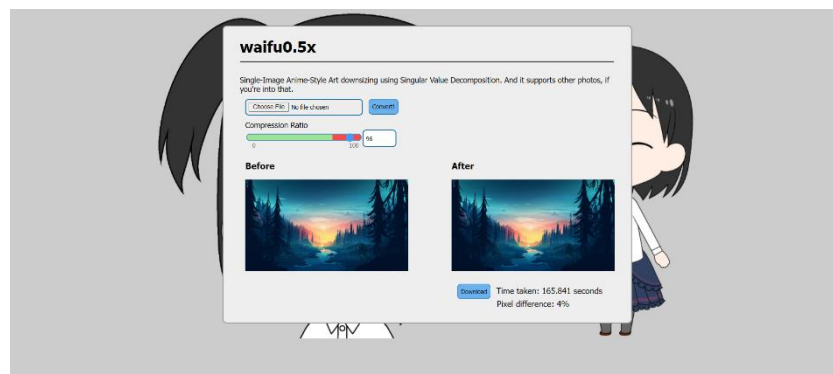 waifu0.5x
Single-Image Anime-Style Art downsizing using Singular Value Decomposition. And it supports other photos, if
you're into that.
Choose File No file chosen Convert!
Compression Ratio
96
0 100
Before After
Download Time taken: 165.841 seconds
Pixel difference: 4%